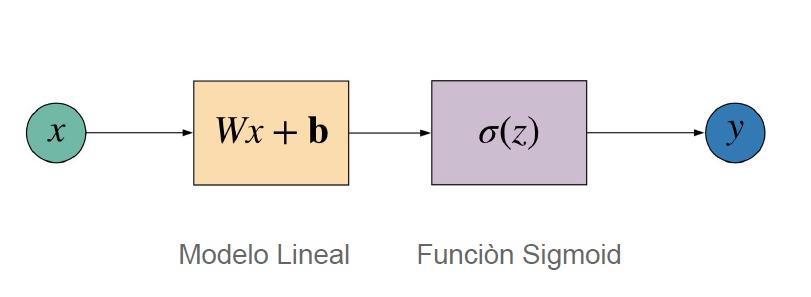 x Wx + b σ(z) y
Modelo Lineal Funciòn Sigmoid